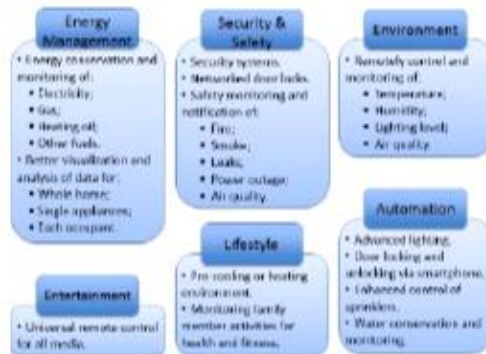 Energy
Management
• Energy conservation and
monitoring of:
• Electricity;
• Gas;
• Heating oil;
• Other fuels.
• Better visualization and
analysis of data for:
• Whole home;
• Single appliances;
• Each occupant.
Security &
Safety
• Security systems.
• Networked door locks.
• Safety monitoring and
notification of:
• Fire;
• Smoke;
• Leaks;
• Power outage;
• Air quality.
Environment
• Remotely control and
monitoring of:
• Temperature;
• Humidity;
• Lighting level;
• Air quality.
Entertainment
• Universal remote control
for all media.
Lifestyle
• Pre cooling or heating
environment.
• Monitoring family
member activities for
health and fitness.
Automation
• Advanced lighting.
• Door locking and
unlocking via smartphone.
• Enhanced control of
sprinklers.
• Water conservation and
monitoring.